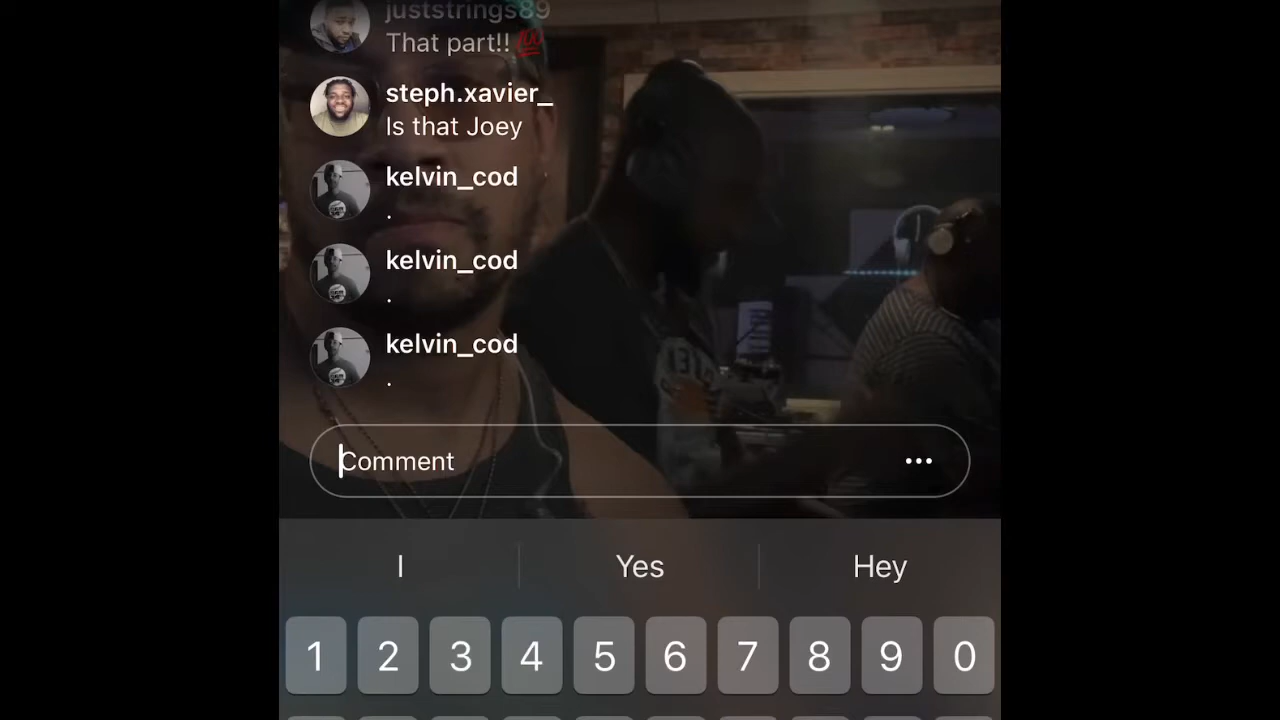 juststrings89
That part!! 💯
steph.xavier_
Is that Joey
kelvin_cod
.
kelvin_cod
.
kelvin_cod
.
Comment
I Yes Hey
1 2 3 4 5 6 7 8 9 0